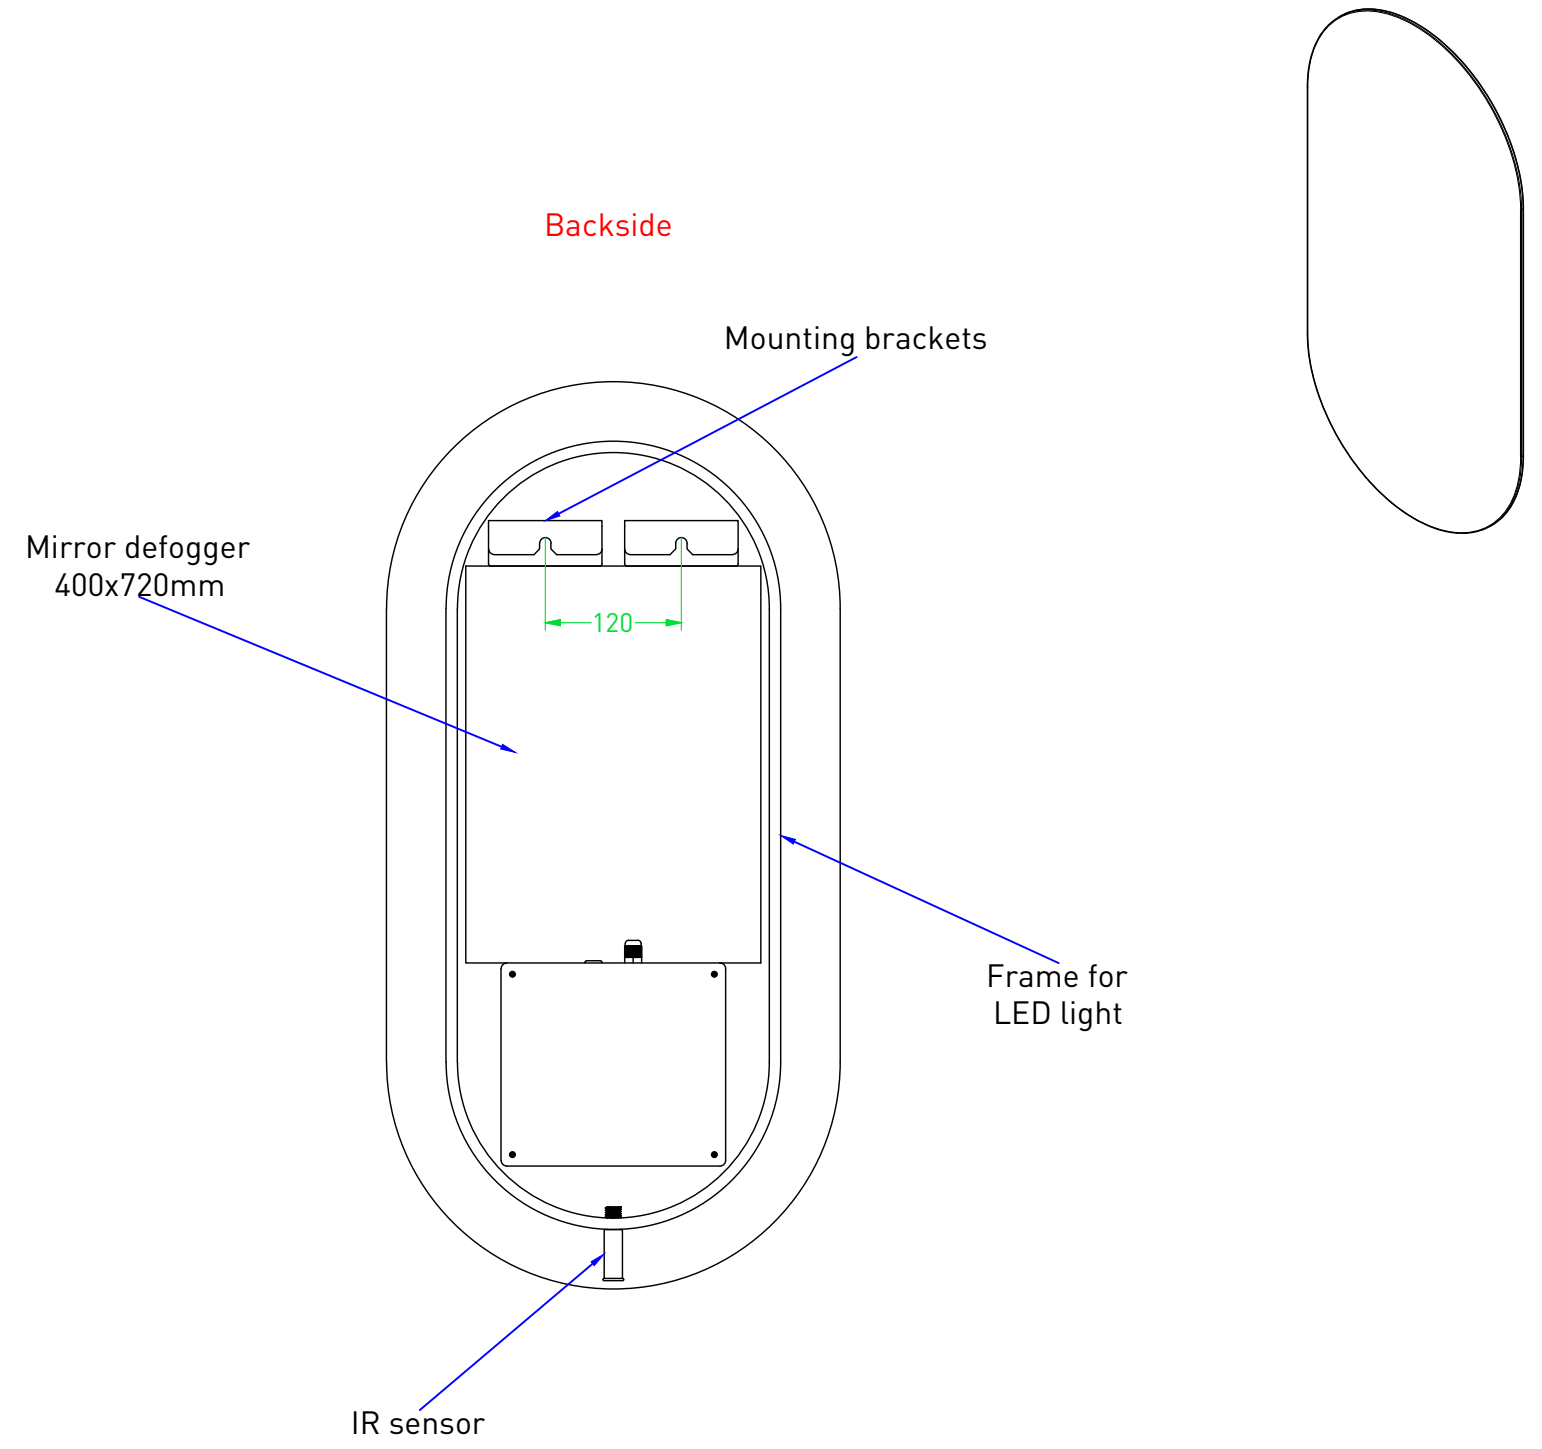 Backside
Mounting brackets
Mirror defogger
400x720mm
120
Frame for
LED light
IR sensor